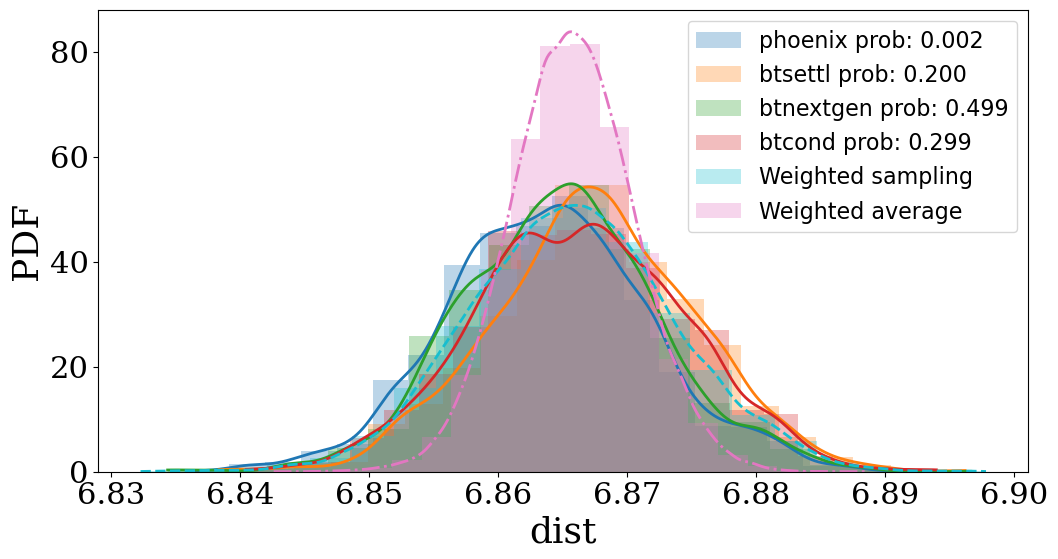 phoenix prob: 0.002
btsettl prob: 0.200
btnextgen prob: 0.499
btcond prob: 0.299
Weighted sampling
Weighted average
PDF
80
60
40
20
0
6.83 6.84 6.85 6.86 6.87 6.88 6.89 6.90
dist